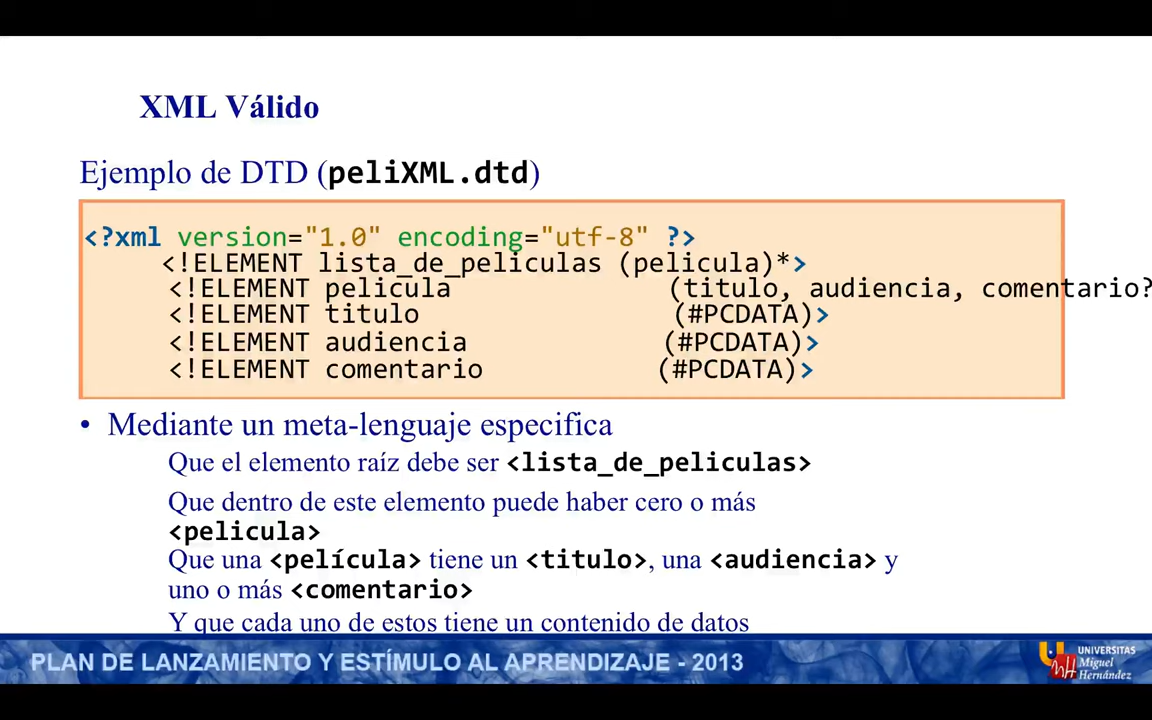 XML Válido
Ejemplo de DTD (peliXML.dtd)
<?xml version="1.0" encoding="utf-8" ?>
<!ELEMENT lista_de_peliculas (pelicula)*>
<!ELEMENT pelicula (titulo, audiencia, comentario?
<!ELEMENT titulo (#PCDATA)>
<!ELEMENT audiencia (#PCDATA)>
<!ELEMENT comentario (#PCDATA)>
• Mediante un meta-lenguaje especifica
Que el elemento raíz debe ser <lista_de_peliculas>
Que dentro de este elemento puede haber cero o más
<pelicula>
Que una <película> tiene un <titulo>, una <audiencia> y
uno o más <comentario>
Y que cada uno de estos tiene un contenido de datos
PLAN DE LANZAMIENTO Y ESTÍMULO AL APRENDIZAJE - 2013
UNIVERSITAS
Miguel
Hernández